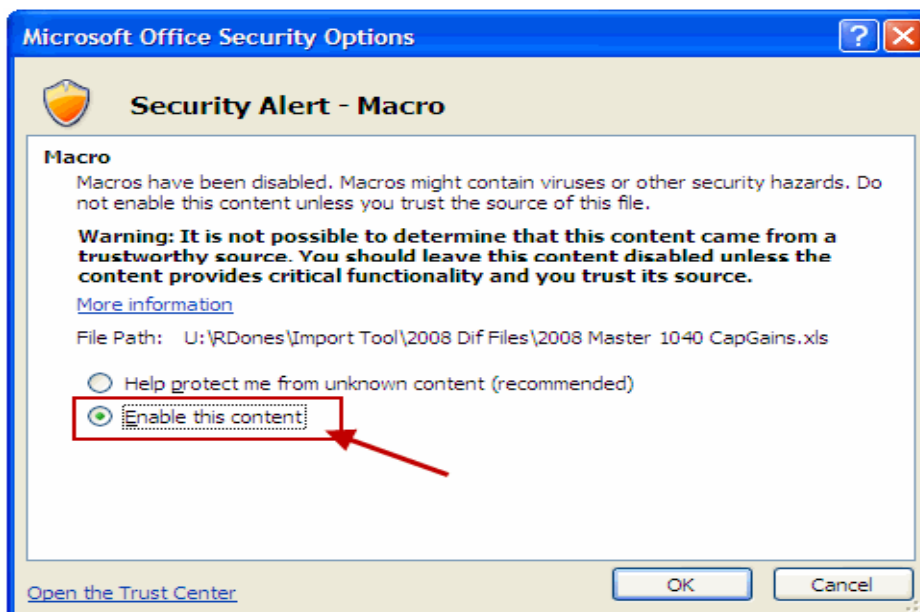 Microsoft Office Security Options
Security Alert - Macro
Macro
Macros have been disabled. Macros might contain viruses or other security hazards. Do
not enable this content unless you trust the source of this file.
Warning: It is not possible to determine that this content came from a
trustworthy source. You should leave this content disabled unless the
content provides critical functionality and you trust its source.
More information
File Path: U:\RDones\Import Tool\2008 Dif Files\2008 Master 1040 CapGains.xls
Help protect me from unknown content (recommended)
Enable this content
Open the Trust Center
OK
Cancel